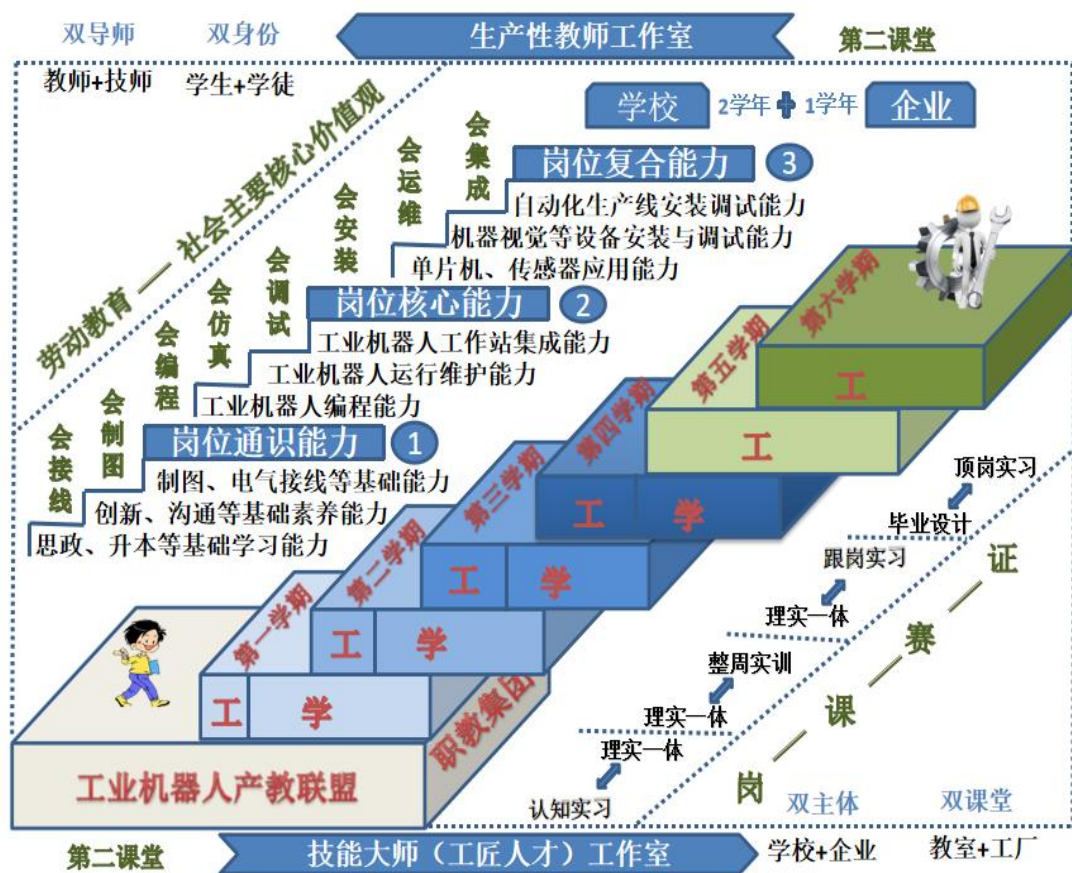 双导师 双身份
生产性教师工作室
第二课堂
教师+技师 学生+学徒
学校 2学年 + 1学年 企业
劳动教育——社会主要核心价值观
会接线
会制图
会编程
会仿真
会调试
会安装
会运维
会集成
岗位复合能力 3
自动化生产线安装调试能力
机器视觉等设备安装与调试能力
单片机、传感器应用能力
岗位核心能力 2
工业机器人工作站集成能力
工业机器人运行维护能力
工业机器人编程能力
岗位通识能力 1
制图、电气接线等基础能力
创新、沟通等基础素养能力
思政、升本等基础学习能力
第六学期
工
第五学期
工
第四学期
工 学
第三学期
工 学
第二学期
工 学
第一学期
工 学
工业机器人产教联盟
职教集团
顶岗实习
毕业设计
跟岗实习
理实一体
整周实训
理实一体
理实一体
认知实习
岗——课——赛——证
双主体 双课堂
学校+企业 教室+工厂
第二课堂
技能大师（工匠人才）工作室